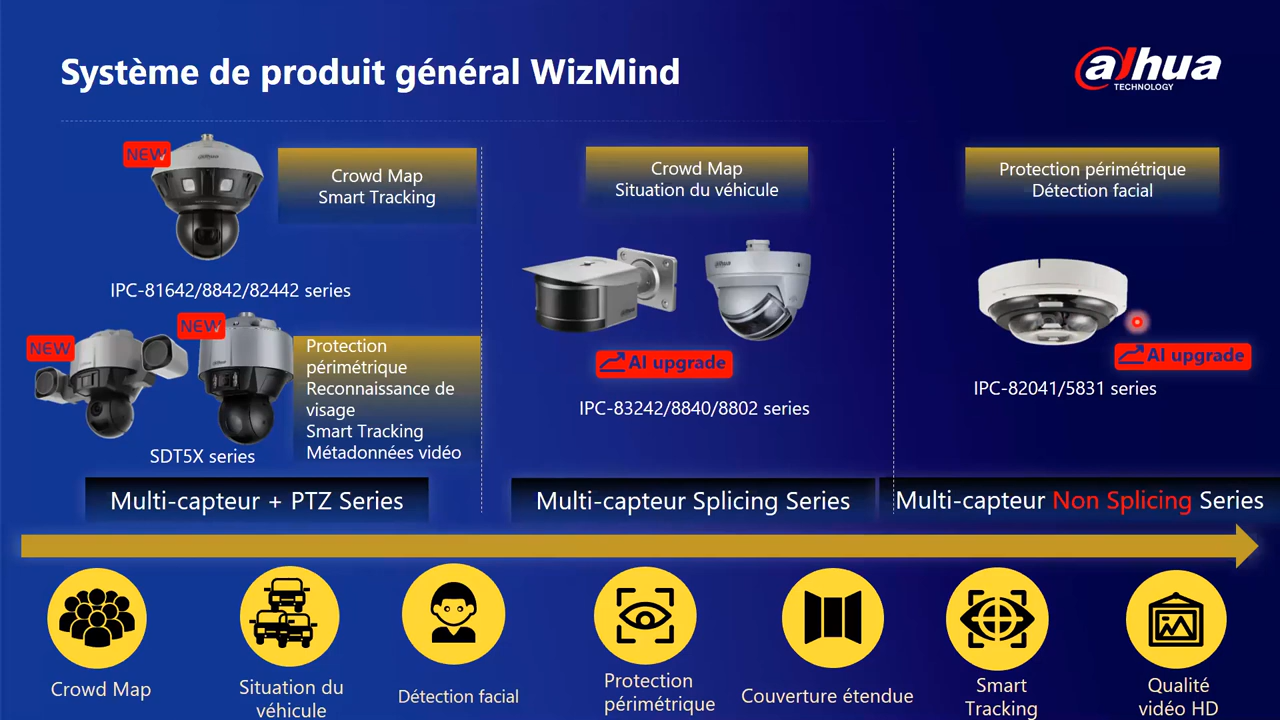 Système de produit général WizMind
alhua
TECHNOLOGY
NEW
Crowd Map
Smart Tracking
IPC-81642/8842/82442 series
NEW
NEW
Protection
périmétrique
Reconnaissance de
visage
Smart Tracking
Métadonnées vidéo
SDT5X series
Multi-capteur + PTZ Series
Crowd Map
Situation du véhicule
alhua
AI upgrade
IPC-83242/8840/8802 series
Multi-capteur Splicing Series
Protection périmétrique
Détection facial
AI upgrade
IPC-82041/5831 series
Multi-capteur Non Splicing Series
Crowd Map
Situation du
véhicule
Détection facial
Protection
périmétrique
Couverture étendue
Smart
Tracking
Qualité
vidéo HD